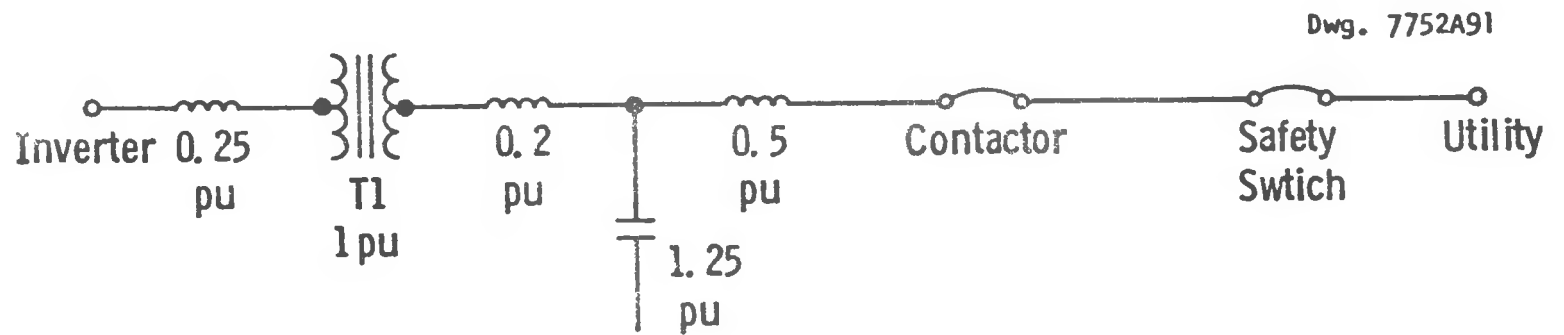 Dwg. 7752A91
Inverter
0.25
pu
T1
1 pu
0.2
pu
1.25
pu
0.5
pu
Contactor
Safety
Swtich
Utility